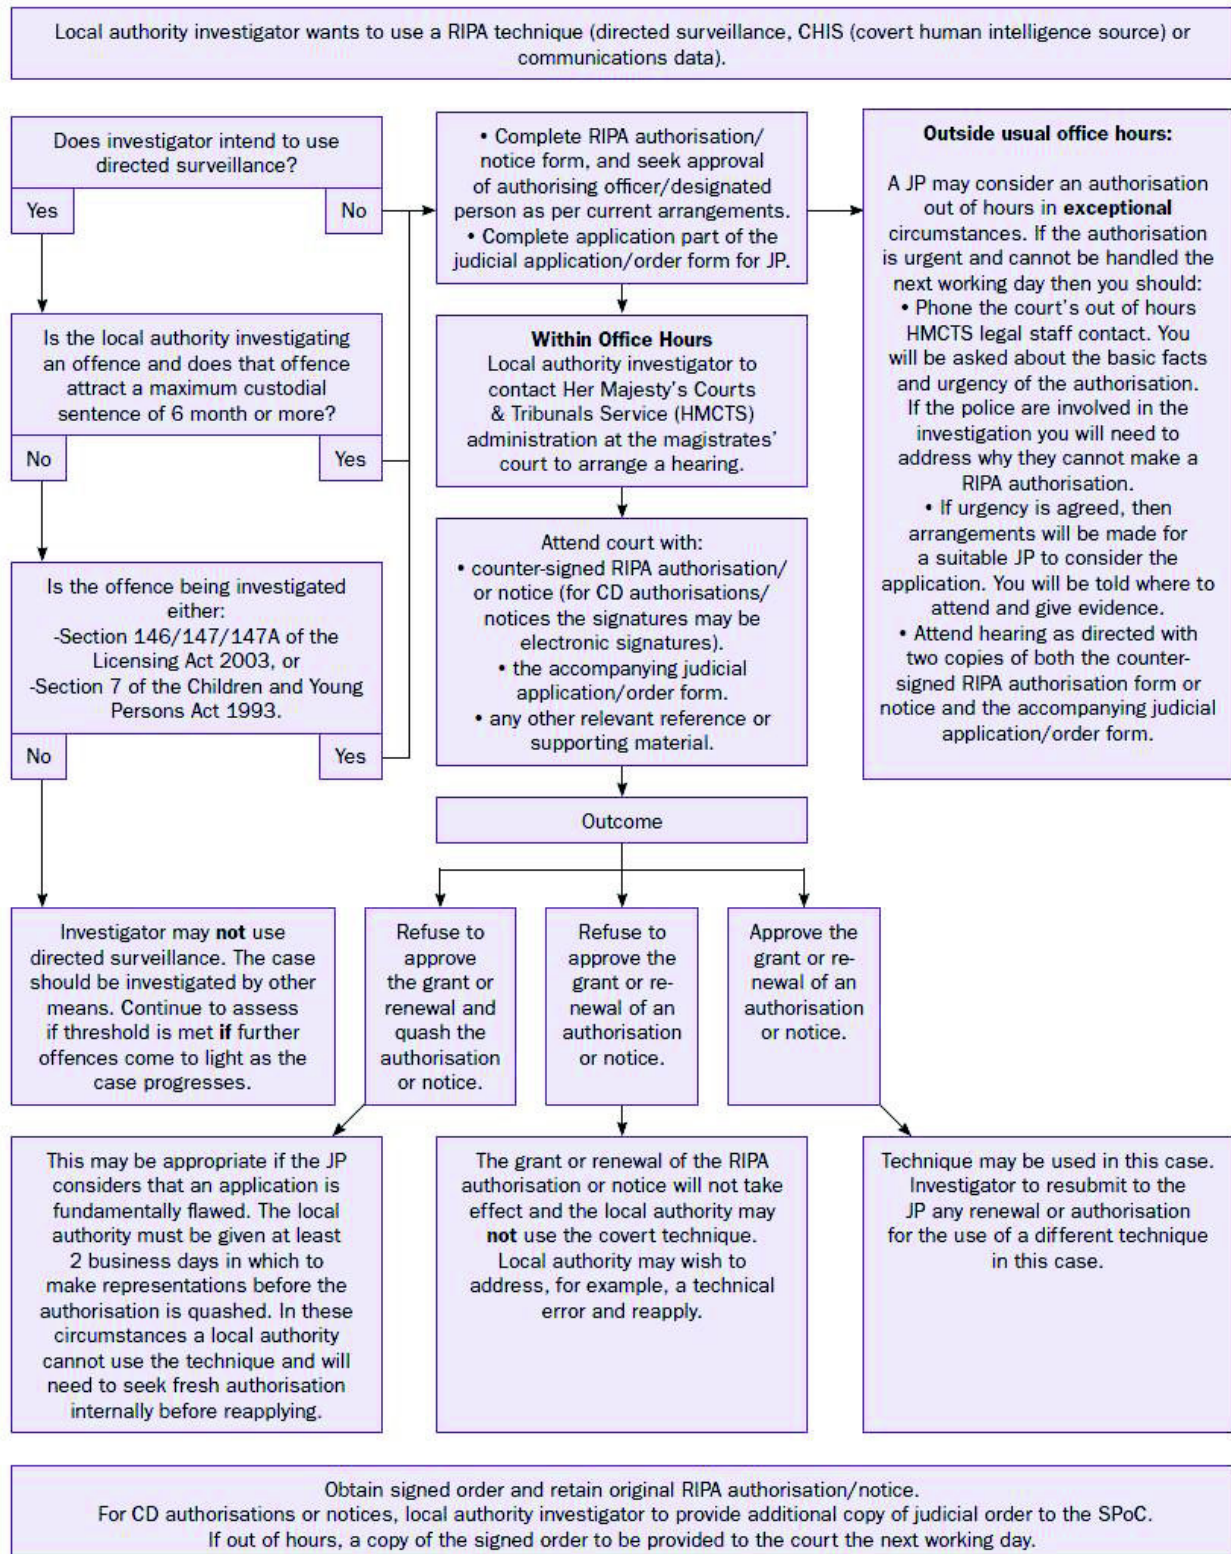 Local authority investigator wants to use a RIPA technique (directed surveillance, CHIS (covert human intelligence source) or
communications data).
Does investigator intend to use
directed surveillance?
Yes
No
Is the local authority investigating
an offence and does that offence
attract a maximum custodial
sentence of 6 month or more?
No
Yes
Is the offence being investigated
either:
-Section 146/147/147A of the
Licensing Act 2003, or
-Section 7 of the Children and Young
Persons Act 1993.
No
Yes
Investigator may not use
directed surveillance. The case
should be investigated by other
means. Continue to assess
if threshold is met if further
offences come to light as the
case progresses.
• Complete RIPA authorisation/
notice form, and seek approval
of authorising officer/designated
person as per current arrangements.
• Complete application part of the
judicial application/order form for JP.
Within Office Hours
Local authority investigator to
contact Her Majesty's Courts
& Tribunals Service (HMCTS)
administration at the magistrates'
court to arrange a hearing.
Attend court with:
• counter-signed RIPA authorisation/
or notice (for CD authorisations/
notices the signatures may be
electronic signatures).
• the accompanying judicial
application/order form.
• any other relevant reference or
supporting material.
Outside usual office hours:
A JP may consider an authorisation
out of hours in exceptional
circumstances. If the authorisation
is urgent and cannot be handled the
next working day then you should:
• Phone the court's out of hours
HMCTS legal staff contact. You
will be asked about the basic facts
and urgency of the authorisation.
If the police are involved in the
investigation you will need to
address why they cannot make a
RIPA authorisation.
• If urgency is agreed, then
arrangements will be made for
a suitable JP to consider the
application. You will be told where to
attend and give evidence.
• Attend hearing as directed with
two copies of both the counter-
signed RIPA authorisation form or
notice and the accompanying judicial
application/order form.
Outcome
Refuse to
approve
the grant or
renewal and
quash the
authorisation
or notice.
Refuse to
approve the
grant or re-
newal of an
authorisation
or notice.
Approve the
grant or re-
newal of an
authorisation
or notice.
This may be appropriate if the JP
considers that an application is
fundamentally flawed. The local
authority must be given at least
2 business days in which to
make representations before the
authorisation is quashed. In these
circumstances a local authority
cannot use the technique and will
need to seek fresh authorisation
internally before reapplying.
The grant or renewal of the RIPA
authorisation or notice will not take
effect and the local authority may
not use the covert technique.
Local authority may wish to
address, for example, a technical
error and reapply.
Technique may be used in this case.
Investigator to resubmit to the
JP any renewal or authorisation
for the use of a different technique
in this case.
Obtain signed order and retain original RIPA authorisation/notice.
For CD authorisations or notices, local authority investigator to provide additional copy of judicial order to the SPoC.
If out of hours, a copy of the signed order to be provided to the court the next working day.